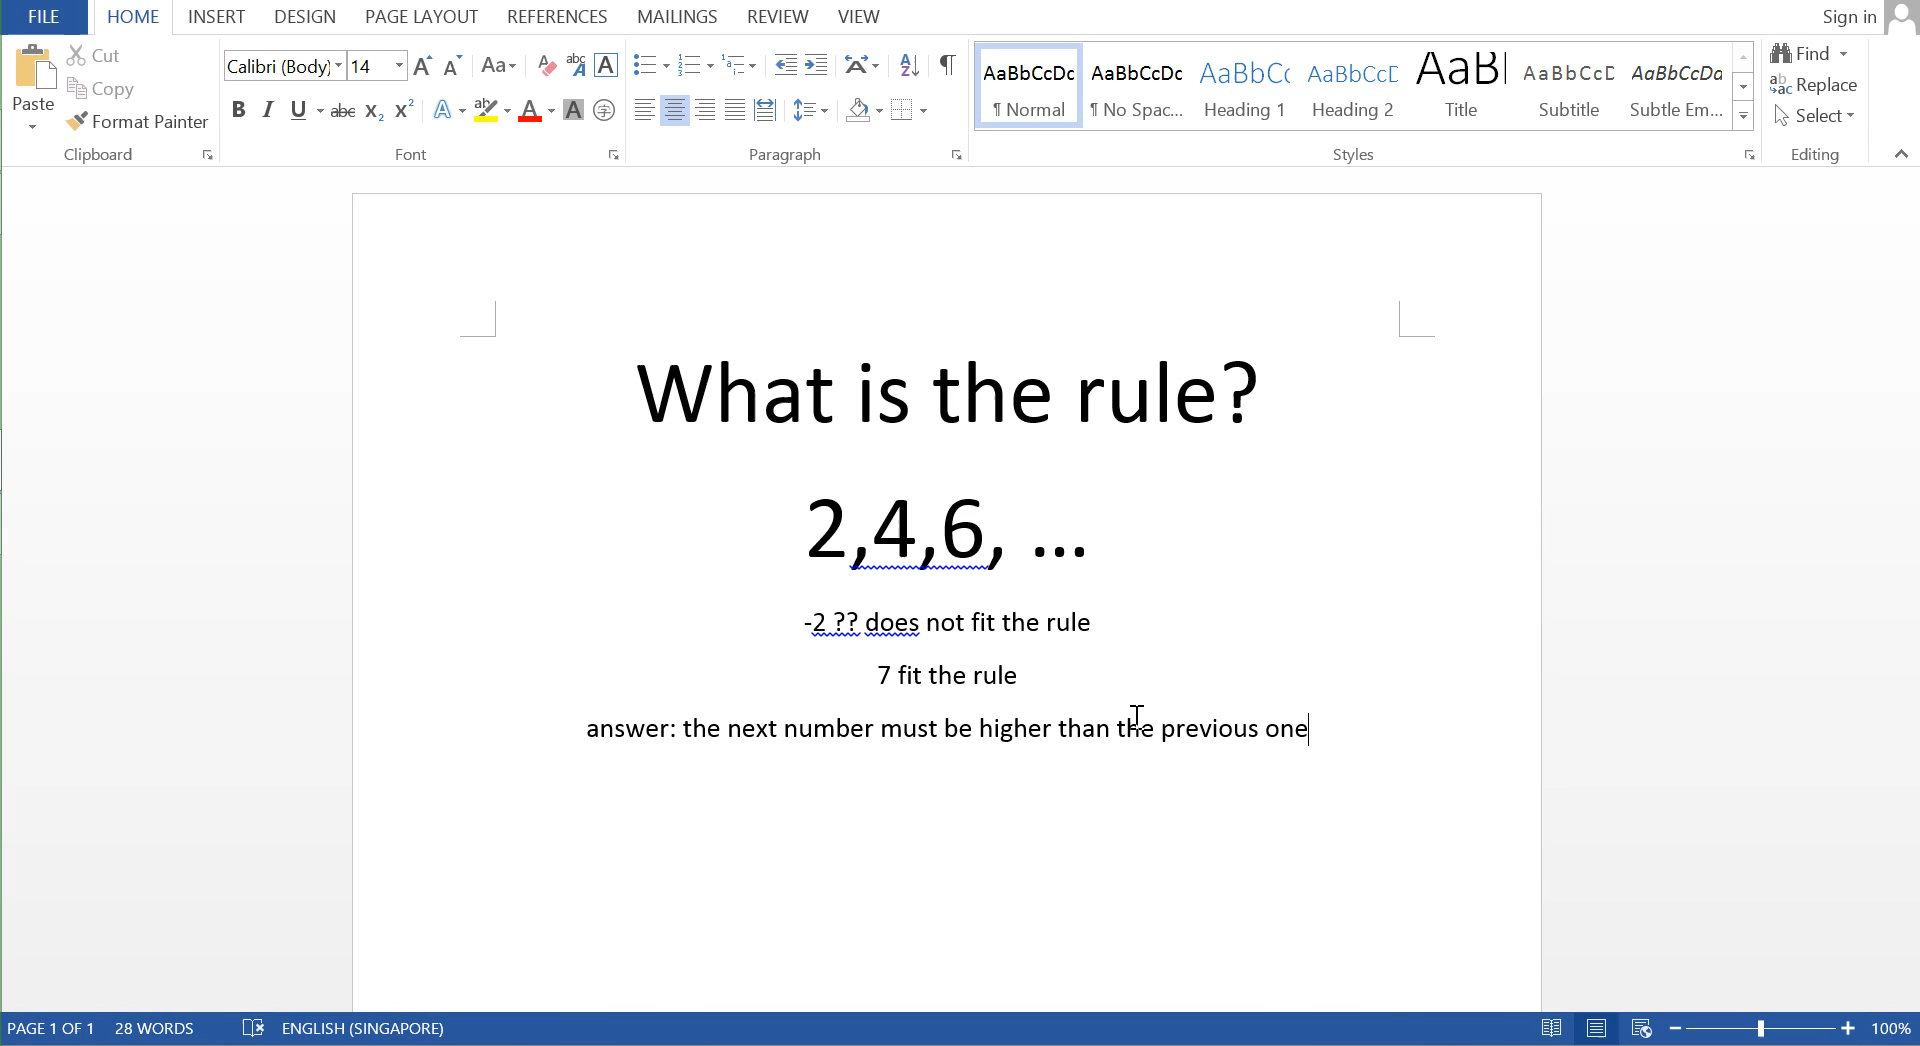 FILE HOME INSERT DESIGN PAGE LAYOUT REFERENCES MAILINGS REVIEW VIEW Sign in
Paste
Cut
Copy
Format Painter
Clipboard
Calibri (Body) 14
Font
Paragraph
AaBbCcDc AaBbCcDc AaBbCc AaBbCcD AaB AaBbCcD AaBbCcDa
¶ Normal ¶ No Spac... Heading 1 Heading 2 Title Subtitle Subtle Em...
Styles
Find
Replace
Select
Editing
What is the rule?
2,4,6, ...
-2 ?? does not fit the rule
7 fit the rule
answer: the next number must be higher than the previous one
PAGE 1 OF 1 28 WORDS ENGLISH (SINGAPORE) 100%